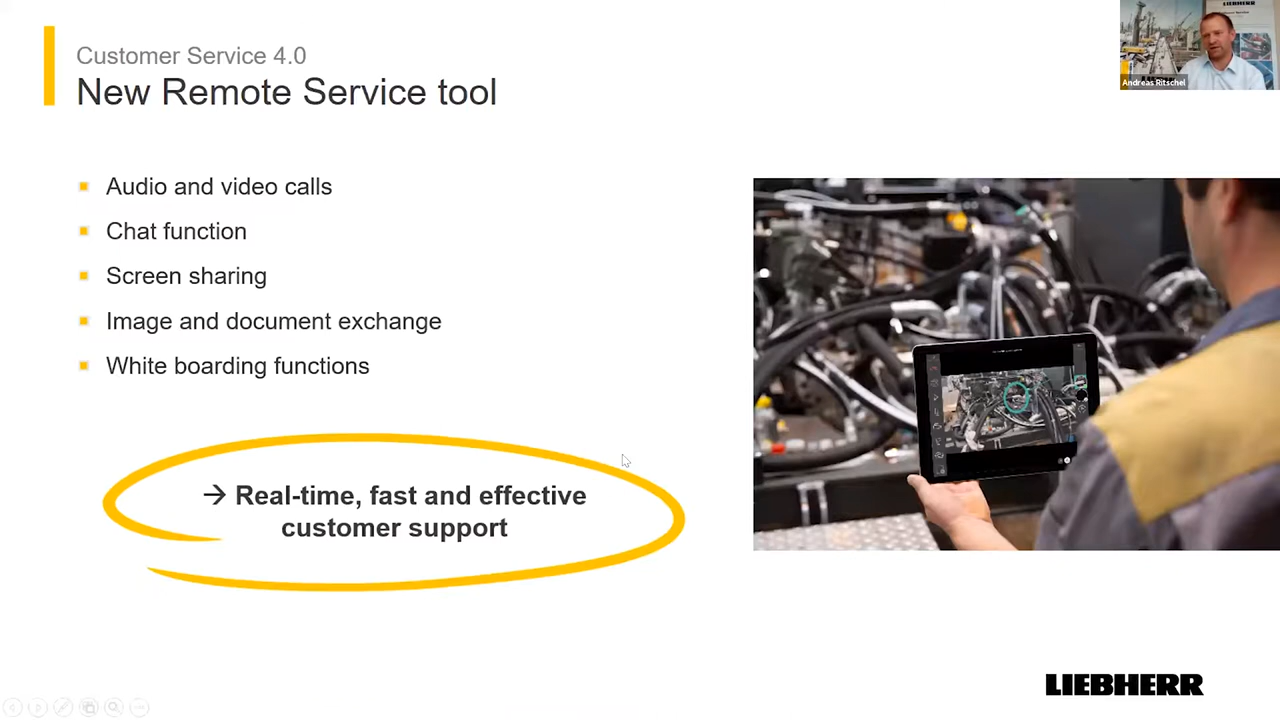 Customer Service 4.0
New Remote Service tool
LIEBHERR
Andreas Ritschel
Audio and video calls
Chat function
Screen sharing
Image and document exchange
White boarding functions
→ Real-time, fast and effective
customer support
LIEBHERR